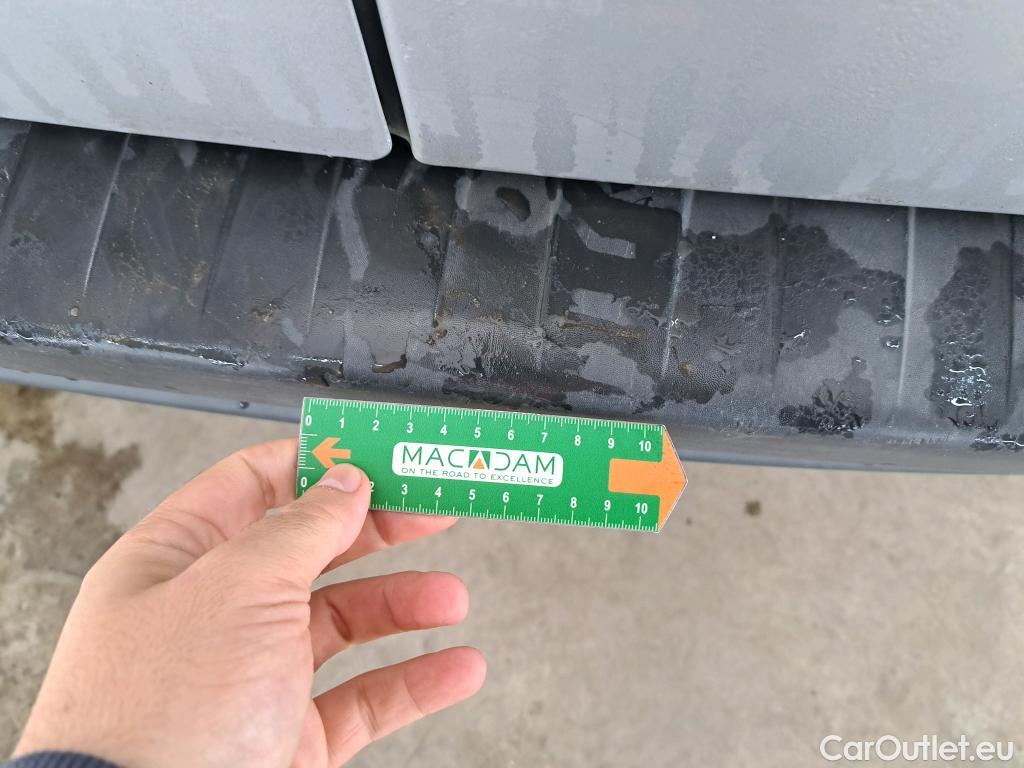 0 1 2 3 4 5 6 7 8 9 10
MACADAM
ON THE ROAD TO EXCELLENCE
0 2 3 4 5 6 7 8 9 10
CarOutlet.eu